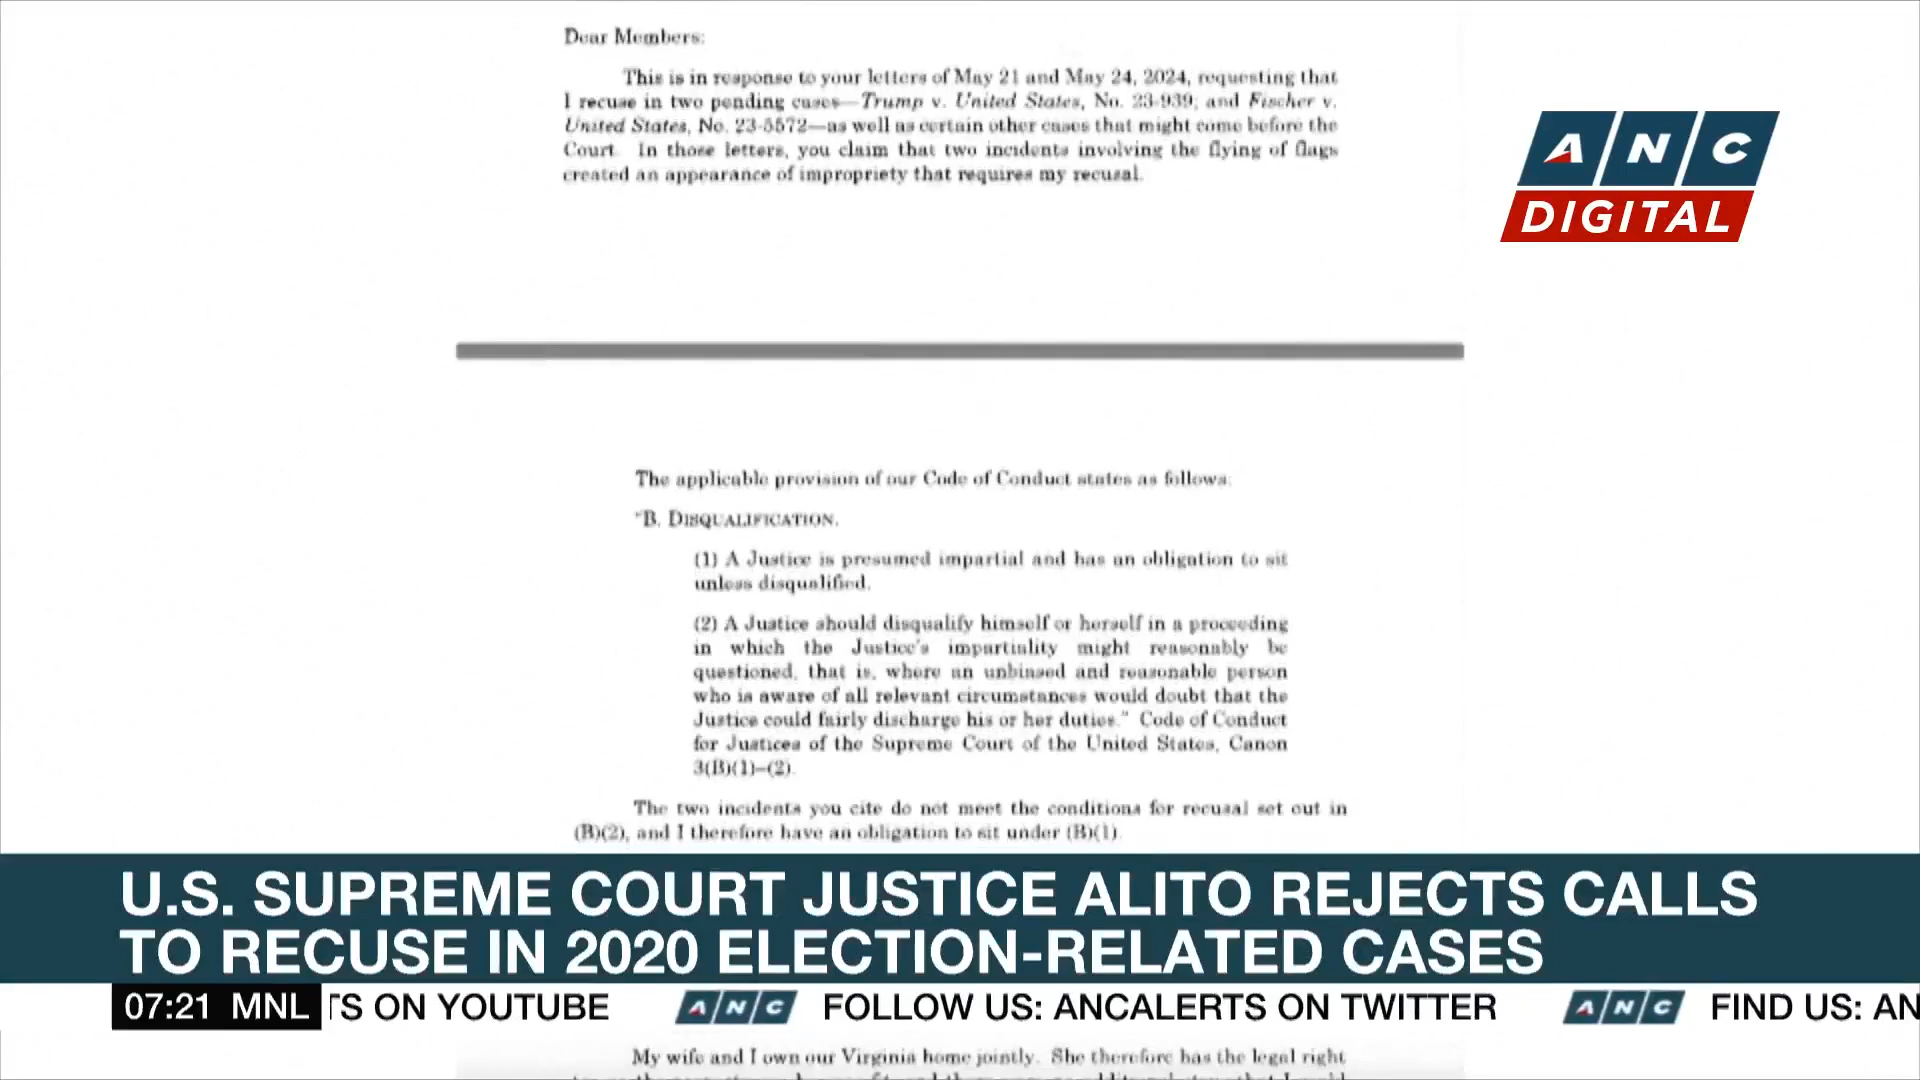 Dear Members:
This is in response to your letters of May 21 and May 24, 2024, requesting that
I recuse in two pending cases—Trump v. United States, No. 23-939; and Fischer v.
United States, No. 23-5572—as well as certain other cases that might come before the
Court. In those letters, you claim that two incidents involving the flying of flags
created an appearance of impropriety that requires my recusal.
ANC
DIGITAL
The applicable provision of our Code of Conduct states as follows:
"B. DISQUALIFICATION.
(1) A Justice is presumed impartial and has an obligation to sit
unless disqualified.
(2) A Justice should disqualify himself or herself in a proceeding
in which the Justice's impartiality might reasonably be
questioned, that is, where an unbiased and reasonable person
who is aware of all relevant circumstances would doubt that the
Justice could fairly discharge his or her duties." Code of Conduct
for Justices of the Supreme Court of the United States, Canon
3(B)(1)–(2).
The two incidents you cite do not meet the conditions for recusal set out in
(B)(2), and I therefore have an obligation to sit under (B)(1).
U.S. SUPREME COURT JUSTICE ALITO REJECTS CALLS
TO RECUSE IN 2020 ELECTION-RELATED CASES
07:21 MNL TS ON YOUTUBE ANC FOLLOW US: ANCALERTS ON TWITTER ANC FIND US: AN
My wife and I own our Virginia home jointly. She therefore has the legal right